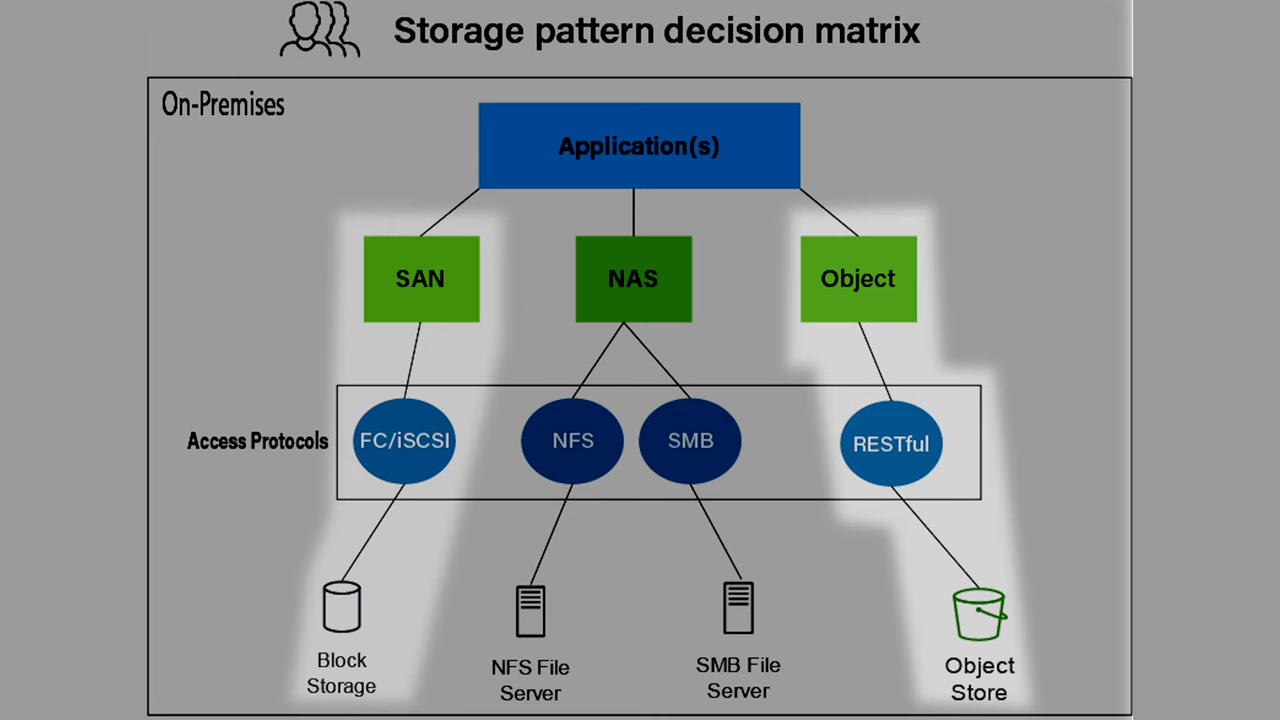 Storage pattern decision matrix
On-Premises
Application(s)
SAN
NAS
Object
Access Protocols
FC/iSCSI
NFS
SMB
RESTful
Block
Storage
NFS File
Server
SMB File
Server
Object
Store